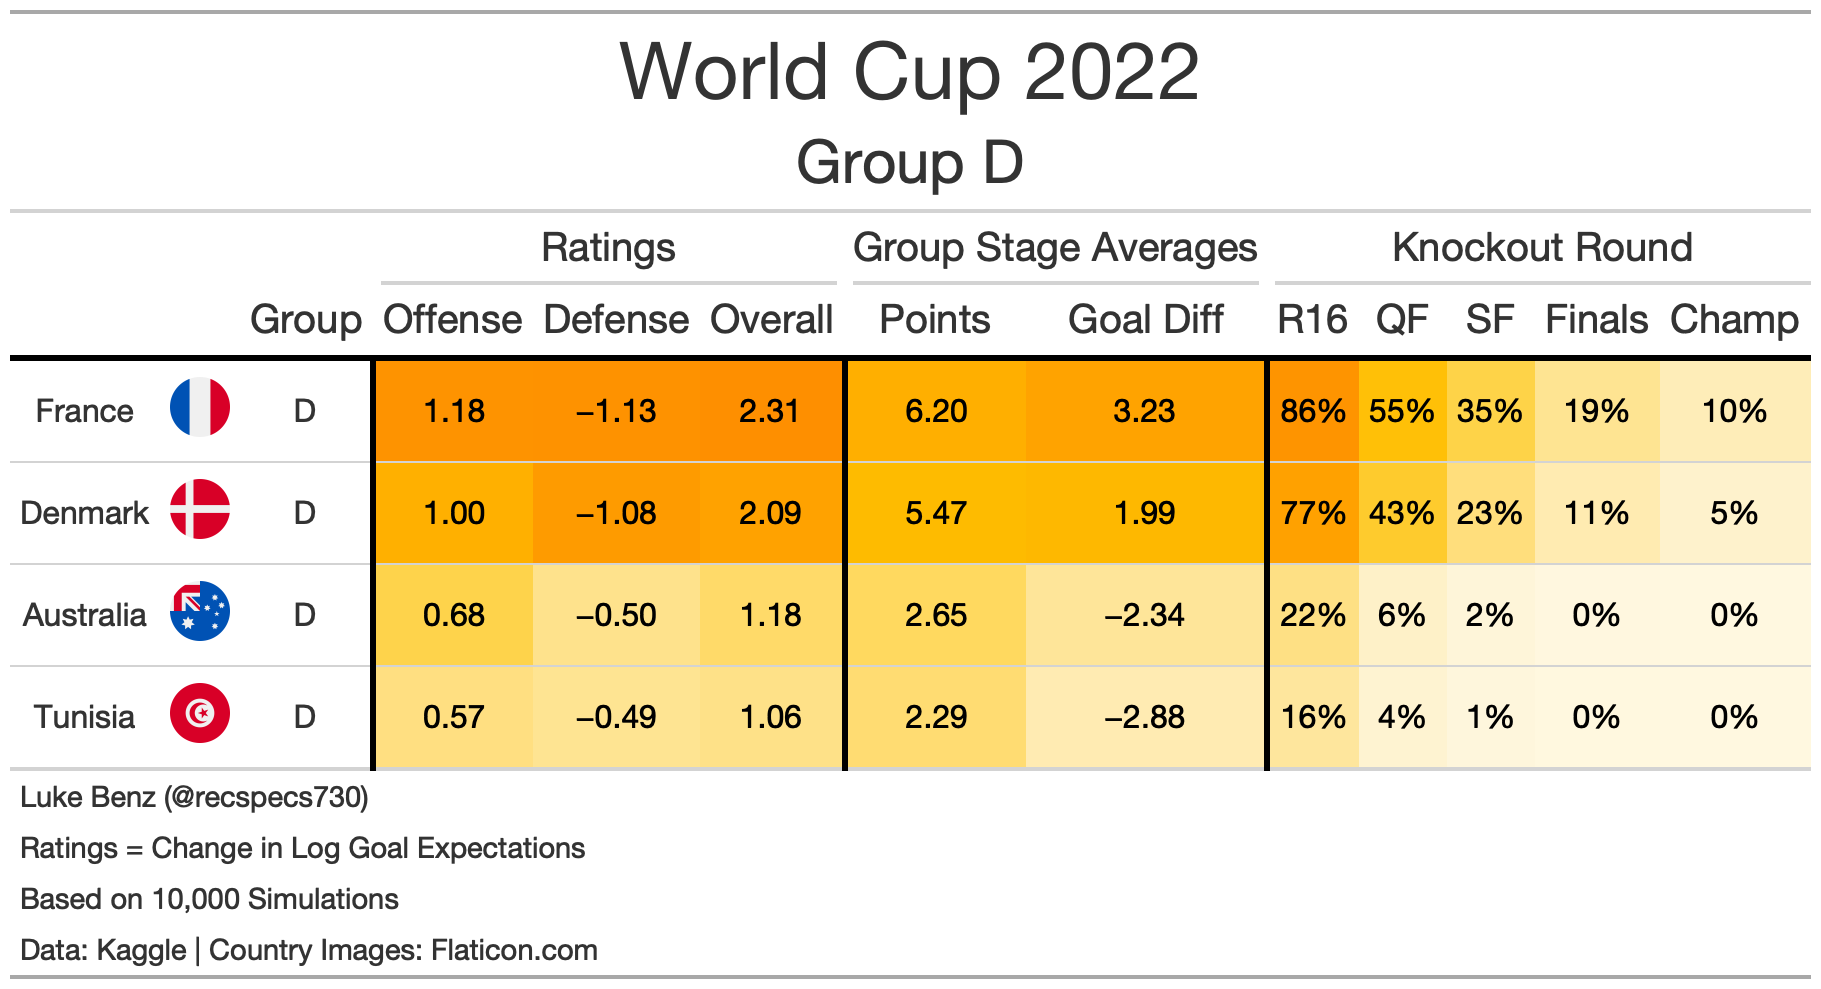 World Cup 2022
Group D
Ratings Group Stage Averages Knockout Round
Group Offense Defense Overall Points Goal Diff R16 QF SF Finals Champ
France D 1.18 −1.13 2.31 6.20 3.23 86% 55% 35% 19% 10%
Denmark D 1.00 −1.08 2.09 5.47 1.99 77% 43% 23% 11% 5%
Australia D 0.68 −0.50 1.18 2.65 −2.34 22% 6% 2% 0% 0%
Tunisia D 0.57 −0.49 1.06 2.29 −2.88 16% 4% 1% 0% 0%
Luke Benz (@recspecs730)
Ratings = Change in Log Goal Expectations
Based on 10,000 Simulations
Data: Kaggle | Country Images: Flaticon.com